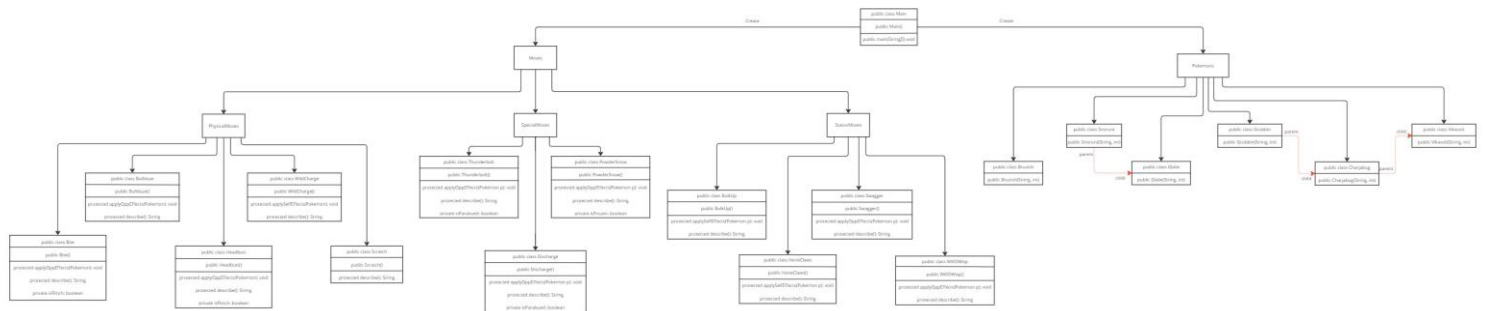 public class Main
public Main()
public main(String[]) void
Create
Create
Moves
Pokemons
PhysicalMoves
SpecialMoves
StatusMoves
public class Bite
public Bite()
protected applyOppEffects(Pokemon): void
protected describe(): String
private isFlinch: boolean
public class Bulldoze
public Bulldoze()
protected applyOppEffects(Pokemon): void
protected describe(): String
public class Headbutt
public Headbutt()
protected applyOppEffects(Pokemon): void
protected describe(): String
private isFlinch: boolean
public class WildCharge
public WildCharge()
protected applySelfEffects(Pokemon): void
protected describe(): String
public class Scratch
public Scratch()
protected describe(): String
public class Thunderbolt
public Thunderbolt()
protected applyOppEffects(Pokemon p): void
protected describe(): String
private isParalyzed: boolean
public class Discharge
public Discharge()
protected applyOppEffects(Pokemon p): void
protected describe(): String
private isParalyzed: boolean
public class PowderSnow
public PowderSnow()
protected applyOppEffects(Pokemon p): void
protected describe(): String
public class BulkUp
public BulkUp()
protected applySelfEffects(Pokemon p): void
protected describe(): String
public class HoneClaws
public HoneClaws()
protected applySelfEffects(Pokemon p): void
protected describe(): String
public class Swagger
public Swagger()
protected applyOppEffects(Pokemon p): void
protected describe(): String
public class WillOWisp
public WillOWisp()
protected applyOppEffects(Pokemon p): void
protected describe(): String
public class Bruxish
public Bruxish(String, int)
public class Snorunt
public Snorunt(String, int)
parent
child
public class Glalie
public Glalie(String, int)
public class Grubbin
public Grubbin(String, int)
parent
child
public class Charjabug
public Charjabug(String, int)
parent
child
public class Vikavolt
public Vikavolt(String, int)